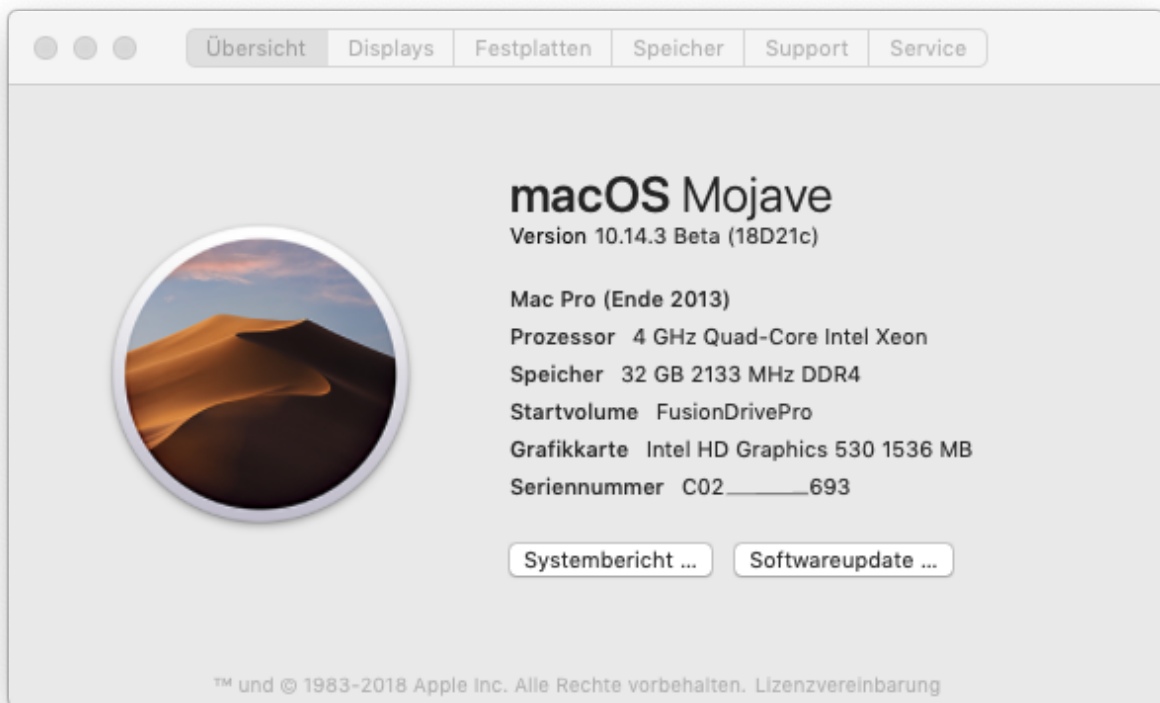 Übersicht Displays Festplatten Speicher Support Service
macOS Mojave
Version 10.14.3 Beta (18D21c)
Mac Pro (Ende 2013)
Prozessor 4 GHz Quad-Core Intel Xeon
Speicher 32 GB 2133 MHz DDR4
Startvolume FusionDrivePro
Grafikkarte Intel HD Graphics 530 1536 MB
Seriennummer C02______693
Systembericht ... Softwareupdate ...
™ und © 1983-2018 Apple Inc. Alle Rechte vorbehalten. Lizenzvereinbarung